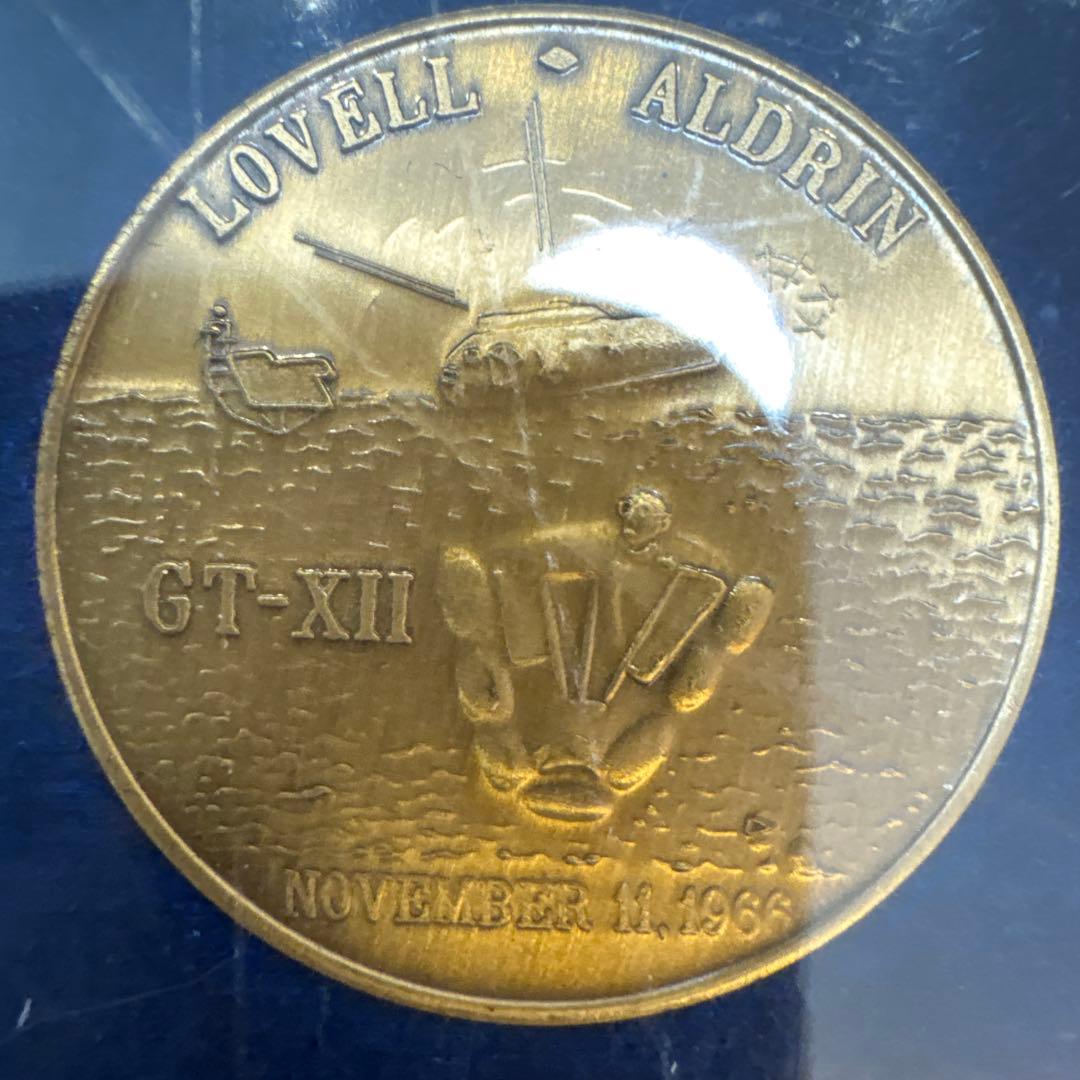 LOVELL · ALDRIN
GT-XII
NOVEMBER 11, 1966